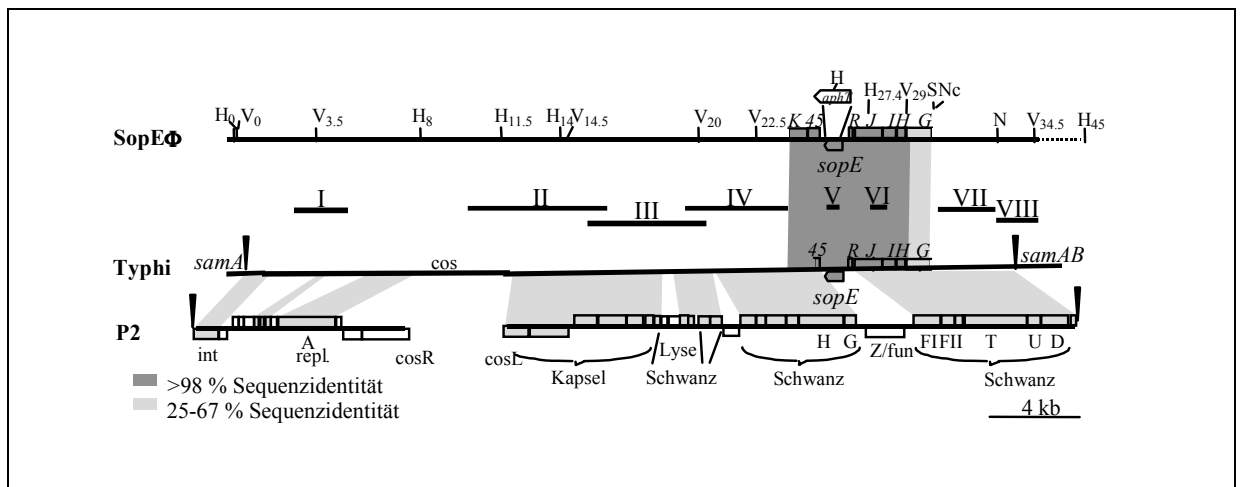 H
aphT
H0 V0 V3.5 H8 H11.5 H14 V14.5 V20 V22.5 K 45 R J IH G H27.4 V29 SNc N V34.5 H45
SopEΦ
sopE
I II III IV V VI VII VIII
samA cos 45 R J IH G samAB
Typhi
sopE
P2
int A repl. cosR cosL Lyse H G Z/fun FI FII T U D
Kapsel Schwanz Schwanz Schwanz
>98 % Sequenzidentität
25-67 % Sequenzidentität
4 kb